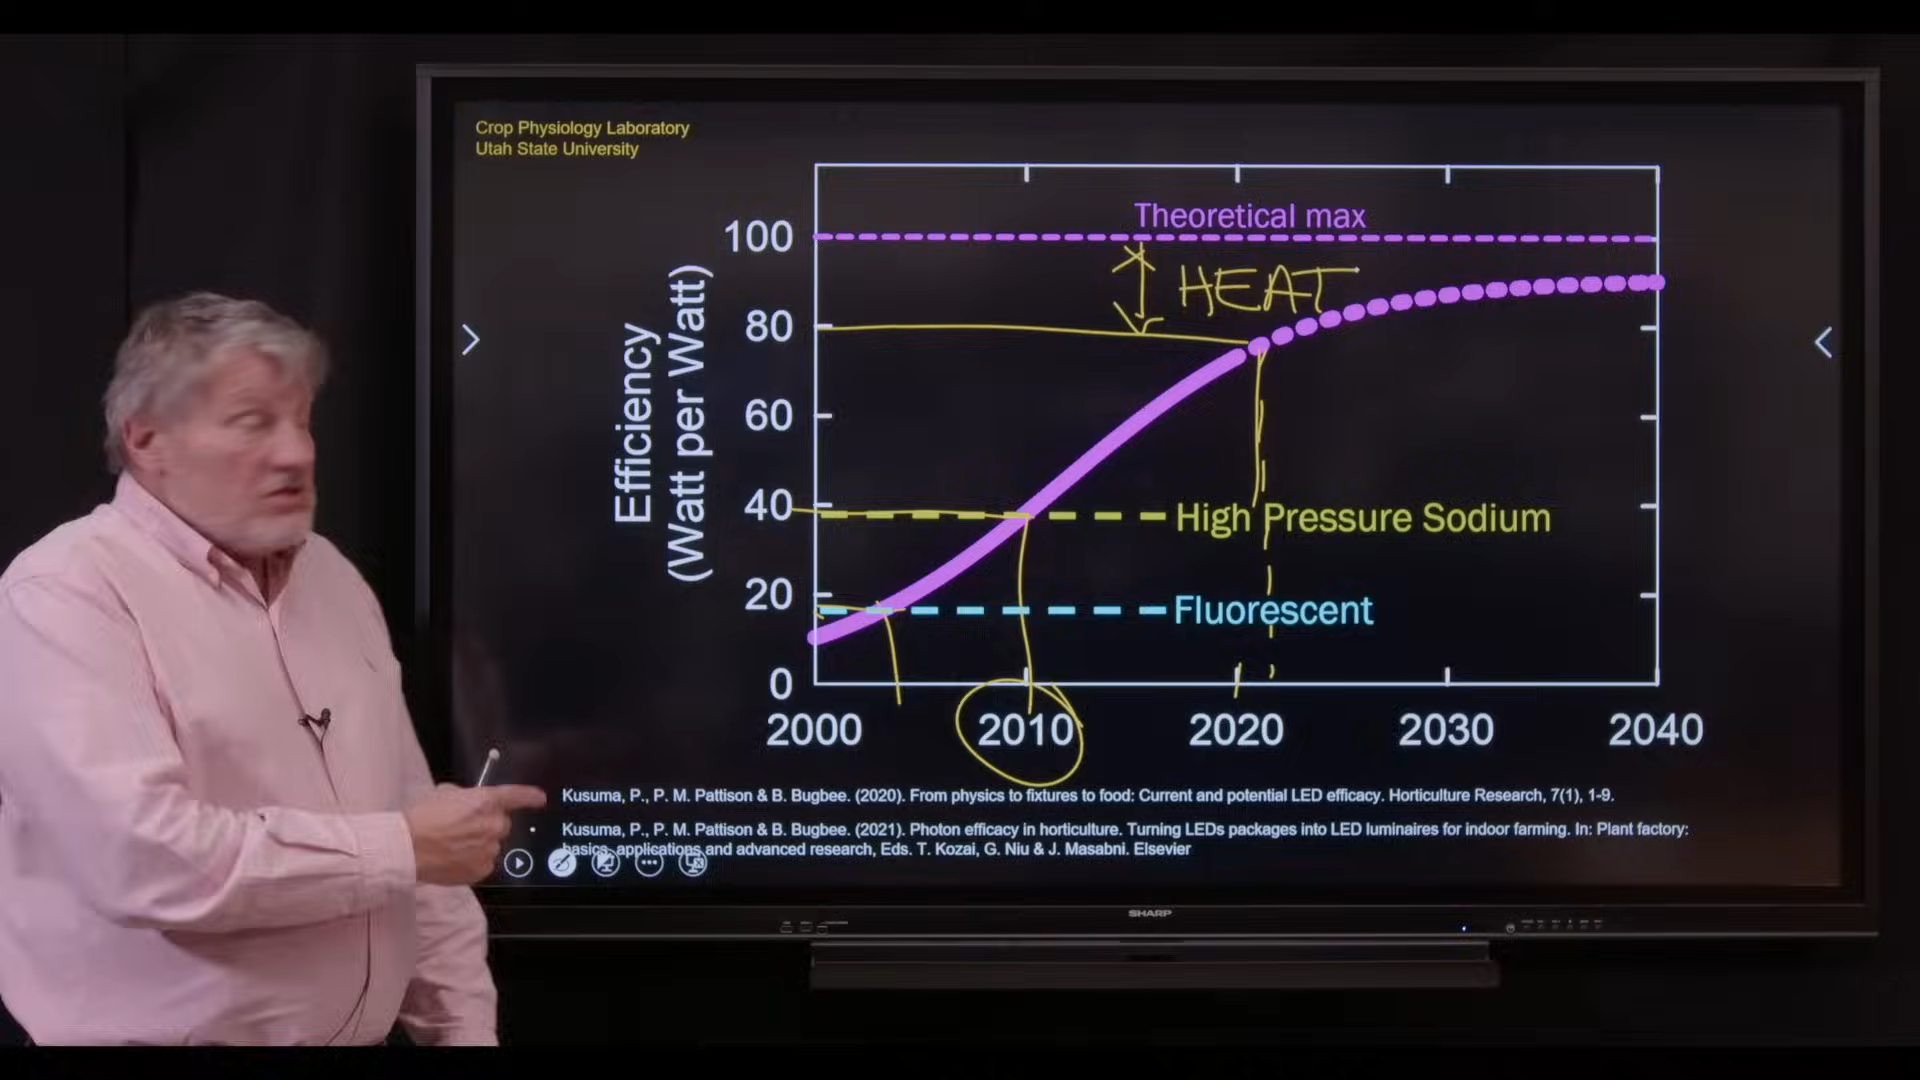 Crop Physiology Laboratory
Utah State University
Theoretical max
100
HEAT
80
60
Efficiency
(Watt per Watt)
40
High Pressure Sodium
20
Fluorescent
0
2000 2010 2020 2030 2040
Kusuma, P., P. M. Pattison & B. Bugbee. (2020). From physics to fixtures to food: Current and potential LED efficacy. Horticulture Research, 7(1), 1-9.
• Kusuma, P., P. M. Pattison & B. Bugbee. (2021). Photon efficacy in horticulture. Turning LEDs packages into LED luminaires for indoor farming. In: Plant factory:
basics, applications and advanced research, Eds. T. Kozai, G. Niu & J. Masabni. Elsevier
SHARP